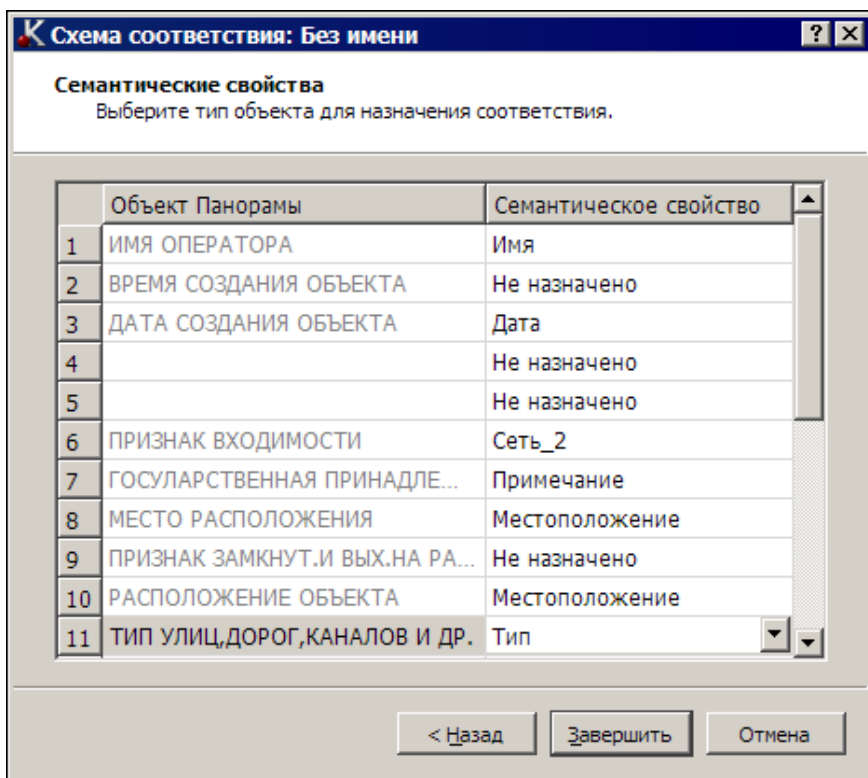 Схема соответствия: Без имени
Семантические свойства
Выберите тип объекта для назначения соответствия.
Объект Панорамы Семантическое свойство
1 ИМЯ ОПЕРАТОРА Имя
2 ВРЕМЯ СОЗДАНИЯ ОБЪЕКТА Не назначено
3 ДАТА СОЗДАНИЯ ОБЪЕКТА Дата
4 Не назначено
5 Не назначено
6 ПРИЗНАК ВХОДИМОСТИ Сеть_2
7 ГОСУЛАРСТВЕННАЯ ПРИНАДЛЕ... Примечание
8 МЕСТО РАСПОЛОЖЕНИЯ Местоположение
9 ПРИЗНАК ЗАМКНУТ.И ВЫХ.НА РА... Не назначено
10 РАСПОЛОЖЕНИЕ ОБЪЕКТА Местоположение
11 ТИП УЛИЦ,ДОРОГ,КАНАЛОВ И ДР. Тип
< Назад Завершить Отмена